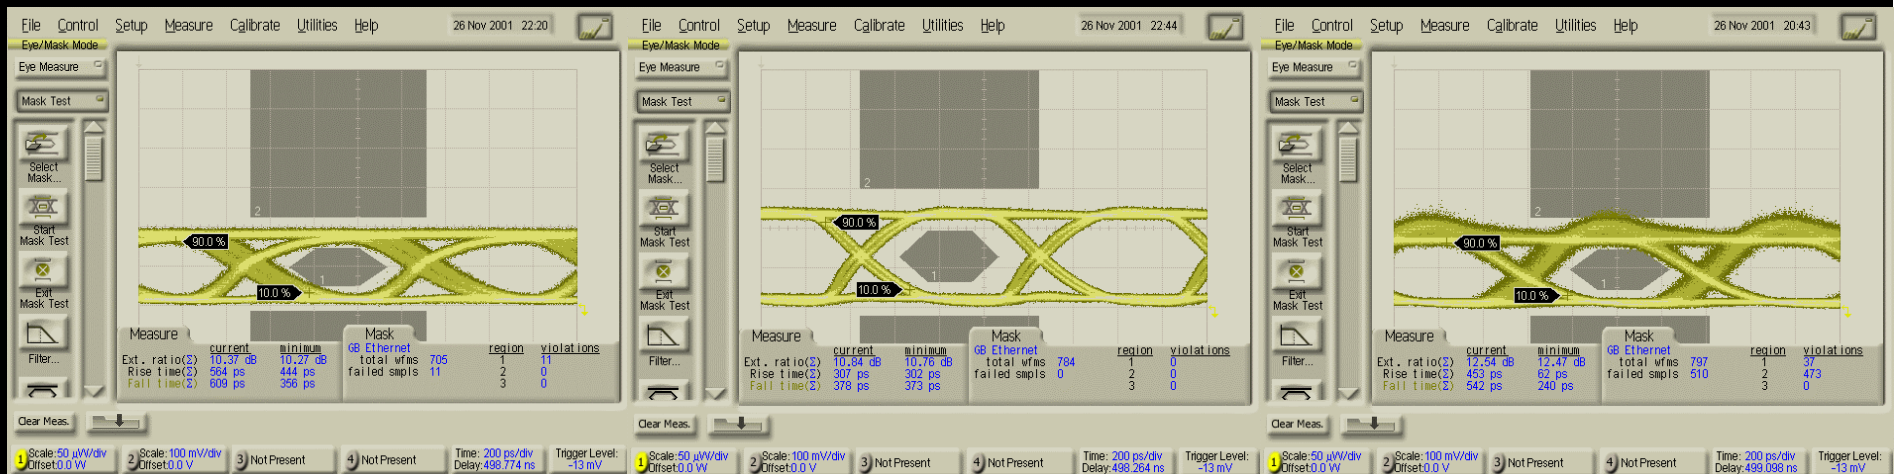 File Control Setup Measure Calibrate Utilities Help 26 Nov 2001 22:20
Eye/Mask Mode
Eye Measure
Mask Test
Select
Mask...
Start
Mask Test
Exit
Mask Test
Filter...
2
90.0 %
1
10.0 %
Measure Mask
current minimum GB Ethernet region violations
Ext. ratio(Σ) 10.37 dB 10.27 dB total wfms 705 1 11
Rise time(Σ) 564 ps 444 ps failed smpls 11 2 0
Fall time(Σ) 609 ps 356 ps 3 0
Clear Meas.
1 Scale:50 µW/div Offset:0.0 W
2 Scale:100 mV/div Offset:0.0 V
3 Not Present
4 Not Present
Time: 200 ps/div Delay:498.774 ns
Trigger Level: -13 mV
File Control Setup Measure Calibrate Utilities Help 26 Nov 2001 22:44
Eye/Mask Mode
Eye Measure
Mask Test
Select
Mask...
Start
Mask Test
Exit
Mask Test
Filter...
2
90.0 %
1
10.0 %
Measure Mask
current minimum GB Ethernet region violations
Ext. ratio(Σ) 10.84 dB 10.76 dB total wfms 784 1 0
Rise time(Σ) 307 ps 302 ps failed smpls 0 2 0
Fall time(Σ) 378 ps 373 ps 3 0
Clear Meas.
1 Scale:50 µW/div Offset:0.0 W
2 Scale:100 mV/div Offset:0.0 V
3 Not Present
4 Not Present
Time: 200 ps/div Delay:498.264 ns
Trigger Level: -13 mV
File Control Setup Measure Calibrate Utilities Help 26 Nov 2001 20:43
Eye/Mask Mode
Eye Measure
Mask Test
Select
Mask...
Start
Mask Test
Exit
Mask Test
Filter...
2
90.0 %
1
10.0 %
Measure Mask
current minimum GB Ethernet region violations
Ext. ratio(Σ) 12.54 dB 12.47 dB total wfms 797 1 37
Rise time(Σ) 453 ps 62 ps failed smpls 510 2 473
Fall time(Σ) 542 ps 240 ps 3 0
Clear Meas.
1 Scale:50 µW/div Offset:0.0 W
2 Scale:100 mV/div Offset:0.0 V
3 Not Present
4 Not Present
Time: 200 ps/div Delay:499.098 ns
Trigger Level: -13 mV